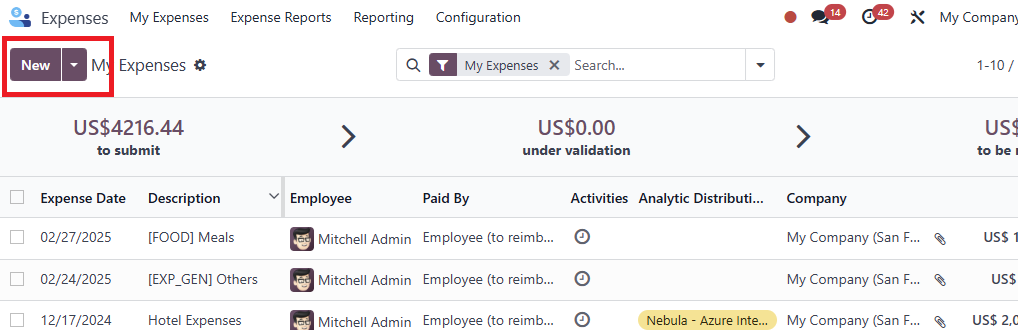 Expenses My Expenses Expense Reports Reporting Configuration 14 42 My Company
New My Expenses My Expenses Search... 1-10 /
US$4216.44 US$0.00 US$
to submit under validation to be r
Expense Date Description Employee Paid By Activities Analytic Distributi... Company
02/27/2025 [FOOD] Meals Mitchell Admin Employee (to reimb... My Company (San F... US$ 1
02/24/2025 [EXP_GEN] Others Mitchell Admin Employee (to reimb... My Company (San F... US$
12/17/2024 Hotel Expenses Mitchell Admin Employee (to reimb... Nebula - Azure Inte... My Company (San F... US$ 2,0